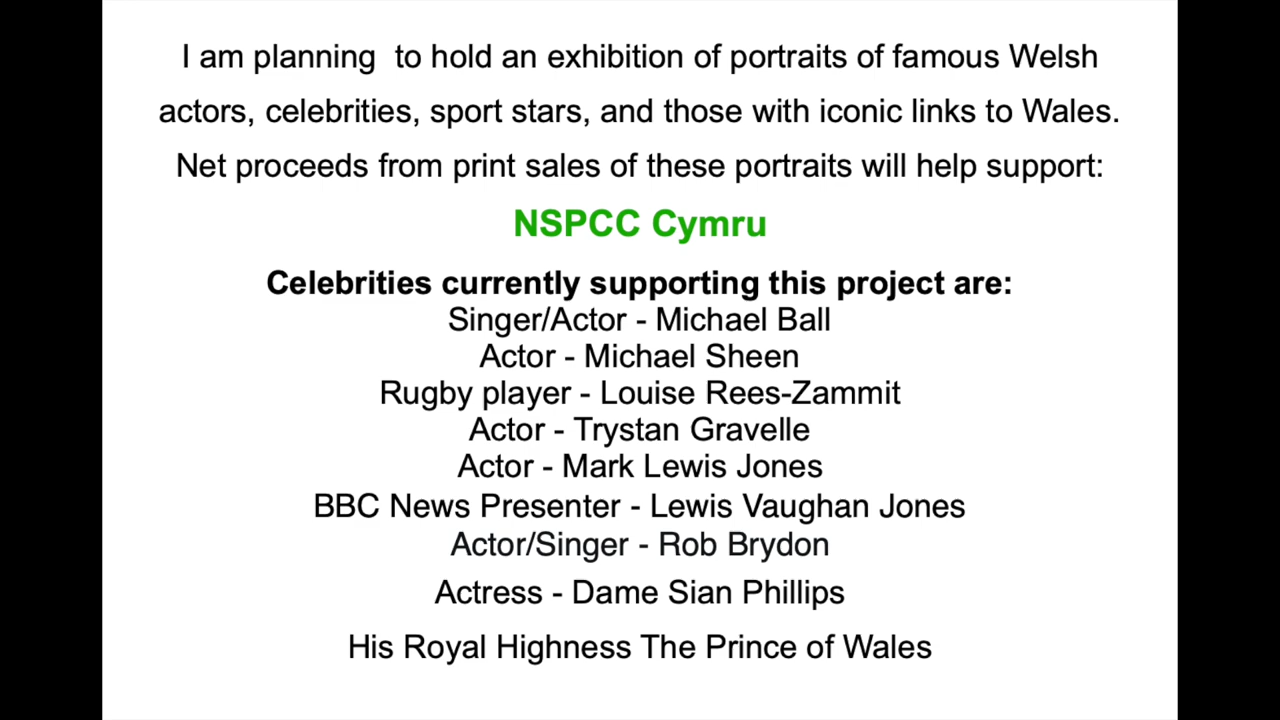 I am planning  to hold an exhibition of portraits of famous Welsh
actors, celebrities, sport stars, and those with iconic links to Wales.
Net proceeds from print sales of these portraits will help support:
NSPCC Cymru
Celebrities currently supporting this project are:
Singer/Actor - Michael Ball
Actor - Michael Sheen
Rugby player - Louise Rees-Zammit
Actor - Trystan Gravelle
Actor - Mark Lewis Jones
BBC News Presenter - Lewis Vaughan Jones
Actor/Singer - Rob Brydon
Actress - Dame Sian Phillips
His Royal Highness The Prince of Wales